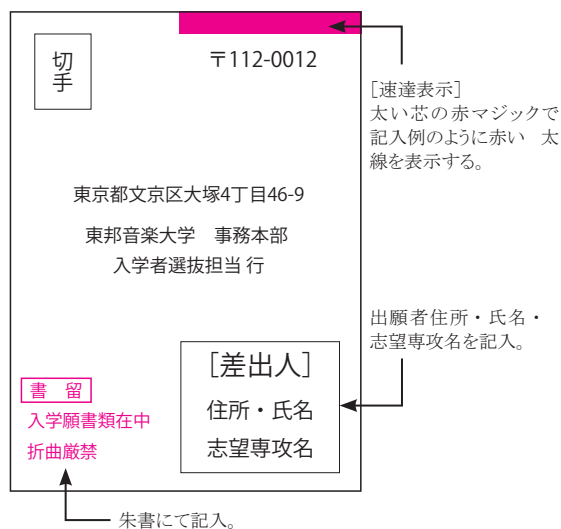 切手
〒112-0012
［速達表示］
太い芯の赤マジックで
記入例のように赤い　太
線を表示する。
東京都文京区大塚4丁目46-9
東邦音楽大学　事務本部
入学者選抜担当 行
出願者住所・氏名・
志望専攻名を記入。
［差出人］
住所・氏名
志望専攻名
書　留
入学願書類在中
折曲厳禁
朱書にて記入。